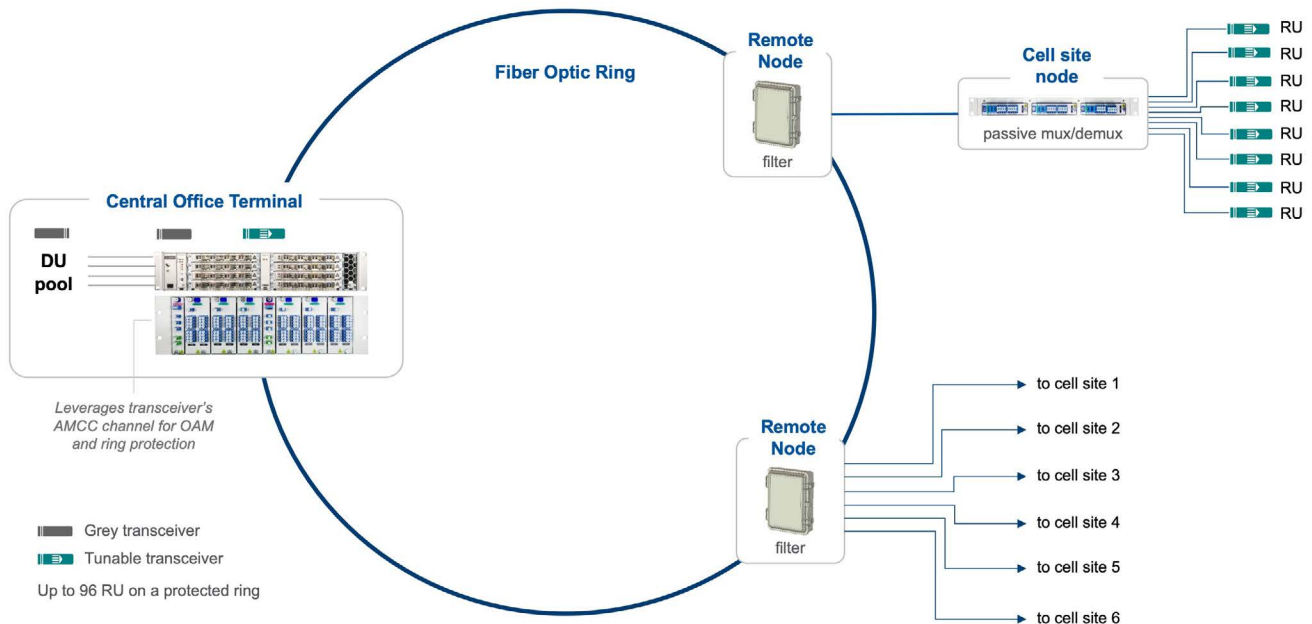 Fiber Optic Ring
Remote
Node
filter
Cell site
node
passive mux/demux
RU
RU
RU
RU
RU
RU
RU
RU
Central Office Terminal
DU
pool
Leverages transceiver's
AMCC channel for OAM
and ring protection
Remote
Node
filter
to cell site 1
to cell site 2
to cell site 3
to cell site 4
to cell site 5
to cell site 6
Grey transceiver
Tunable transceiver
Up to 96 RU on a protected ring